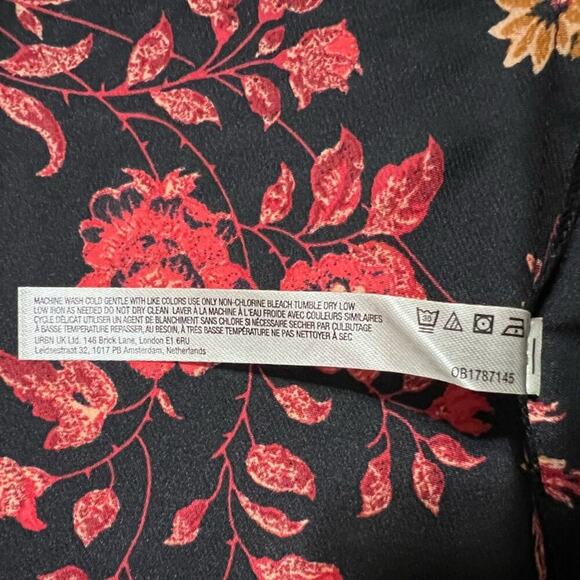 MACHINE WASH COLD GENTLE WITH LIKE COLORS USE ONLY NON-CHLORINE BLEACH TUMBLE DRY LOW
LOW IRON AS NEEDED DO NOT DRY CLEAN LAVER À LA MACHINE À L'EAU FROIDE AVEC COULEURS SIMILAIRES
CYCLE DÉLICAT UTILISER UN AGENT DE BLANCHIMENT SANS CHLORE SI NÉCESSAIRE SECHER PAR CULBUTAGE
À BASSE TEMPERATURE REPASSER, AU BESOIN, À TRÈS BASSE TEMPÉRATURE NE PAS NETTOYER À SEC
URBN UK Ltd. 146 Brick Lane, London E1 6RU
Leidsestraat 32, 1017 PB Amsterdam, Netherlands
30
OB1787145